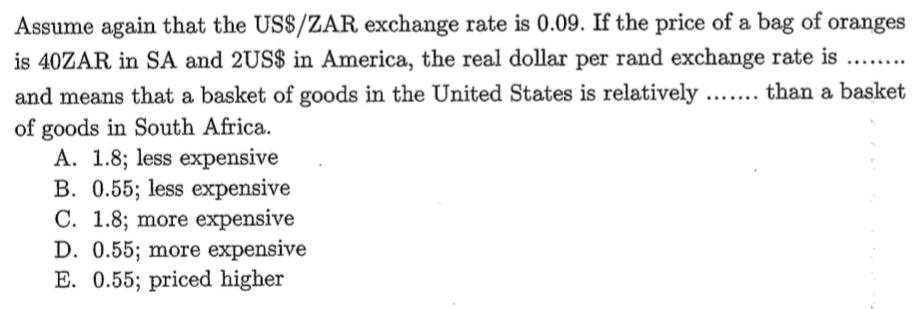 Assume again that the US$/ZAR exchange rate is 0.09. If the price of a bag of oranges
is 40ZAR in SA and 2US$ in America, the real dollar per rand exchange rate is ........
and means that a basket of goods in the United States is relatively ....... than a basket
of goods in South Africa.
A. 1.8; less expensive
B. 0.55; less expensive
C. 1.8; more expensive
D. 0.55; more expensive
E. 0.55; priced higher